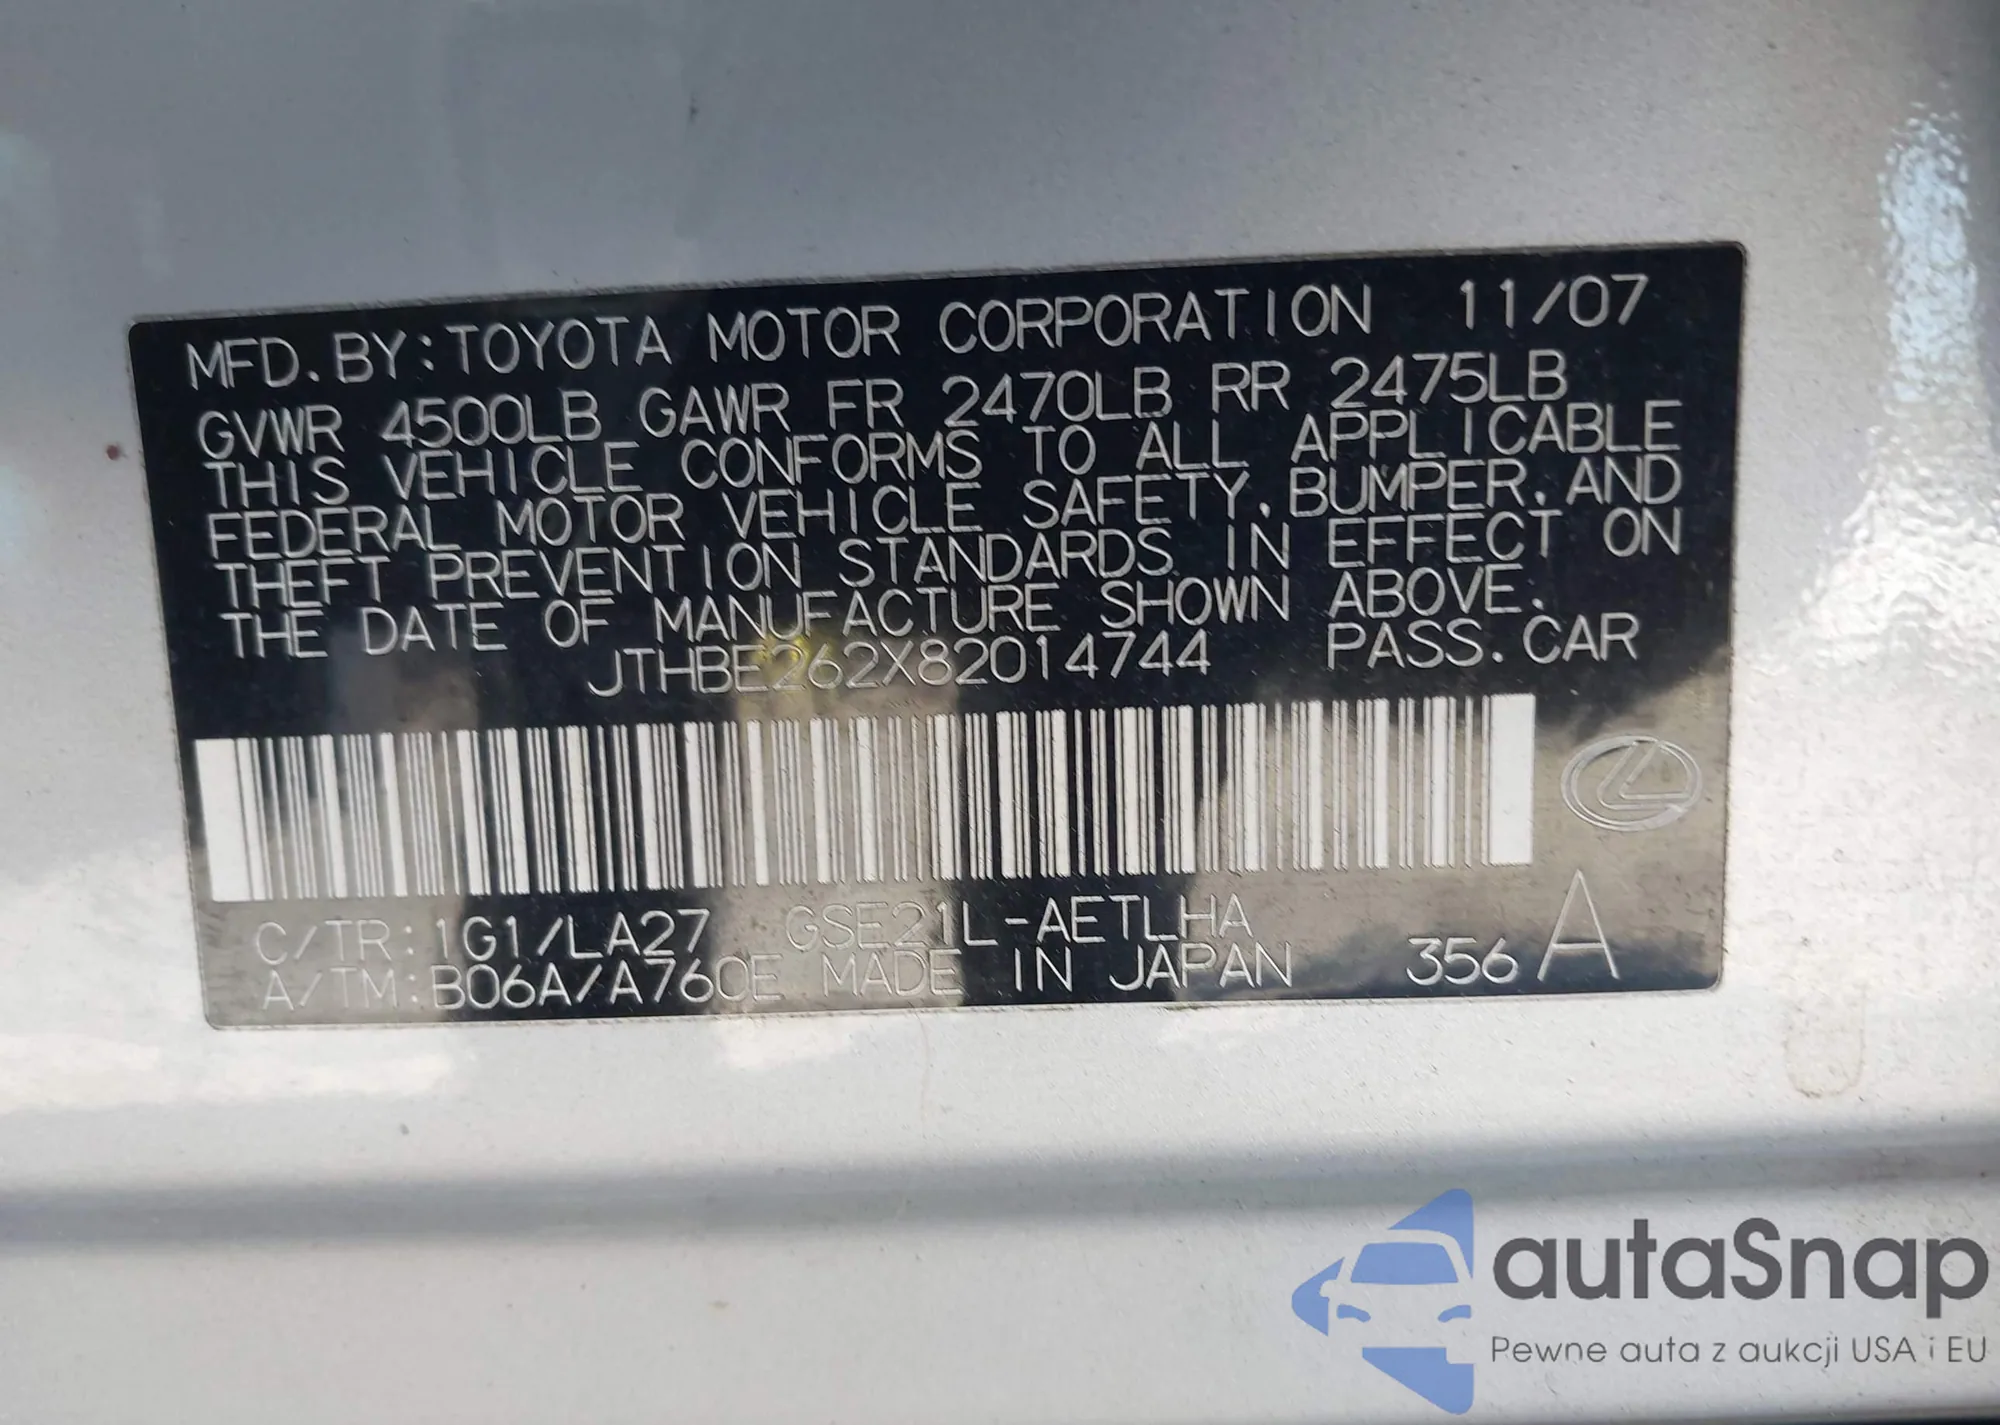 MFD. BY: TOYOTA MOTOR CORPORATION 11/07
GVWR 4500LB GAWR FR 2470LB RR 2475LB
THIS VEHICLE CONFORMS TO ALL APPLICABLE
FEDERAL MOTOR VEHICLE SAFETY, BUMPER, AND
THEFT PREVENTION STANDARDS IN EFFECT ON
THE DATE OF MANUFACTURE SHOWN ABOVE.
JTHBE262X82014744 PASS. CAR
C/TR: 1G1/LA27 GSE21L-AETLHA
A/TM: B06A/A760E MADE IN JAPAN 356 A
autaSnap
Pewne auta z aukcji USA i EU